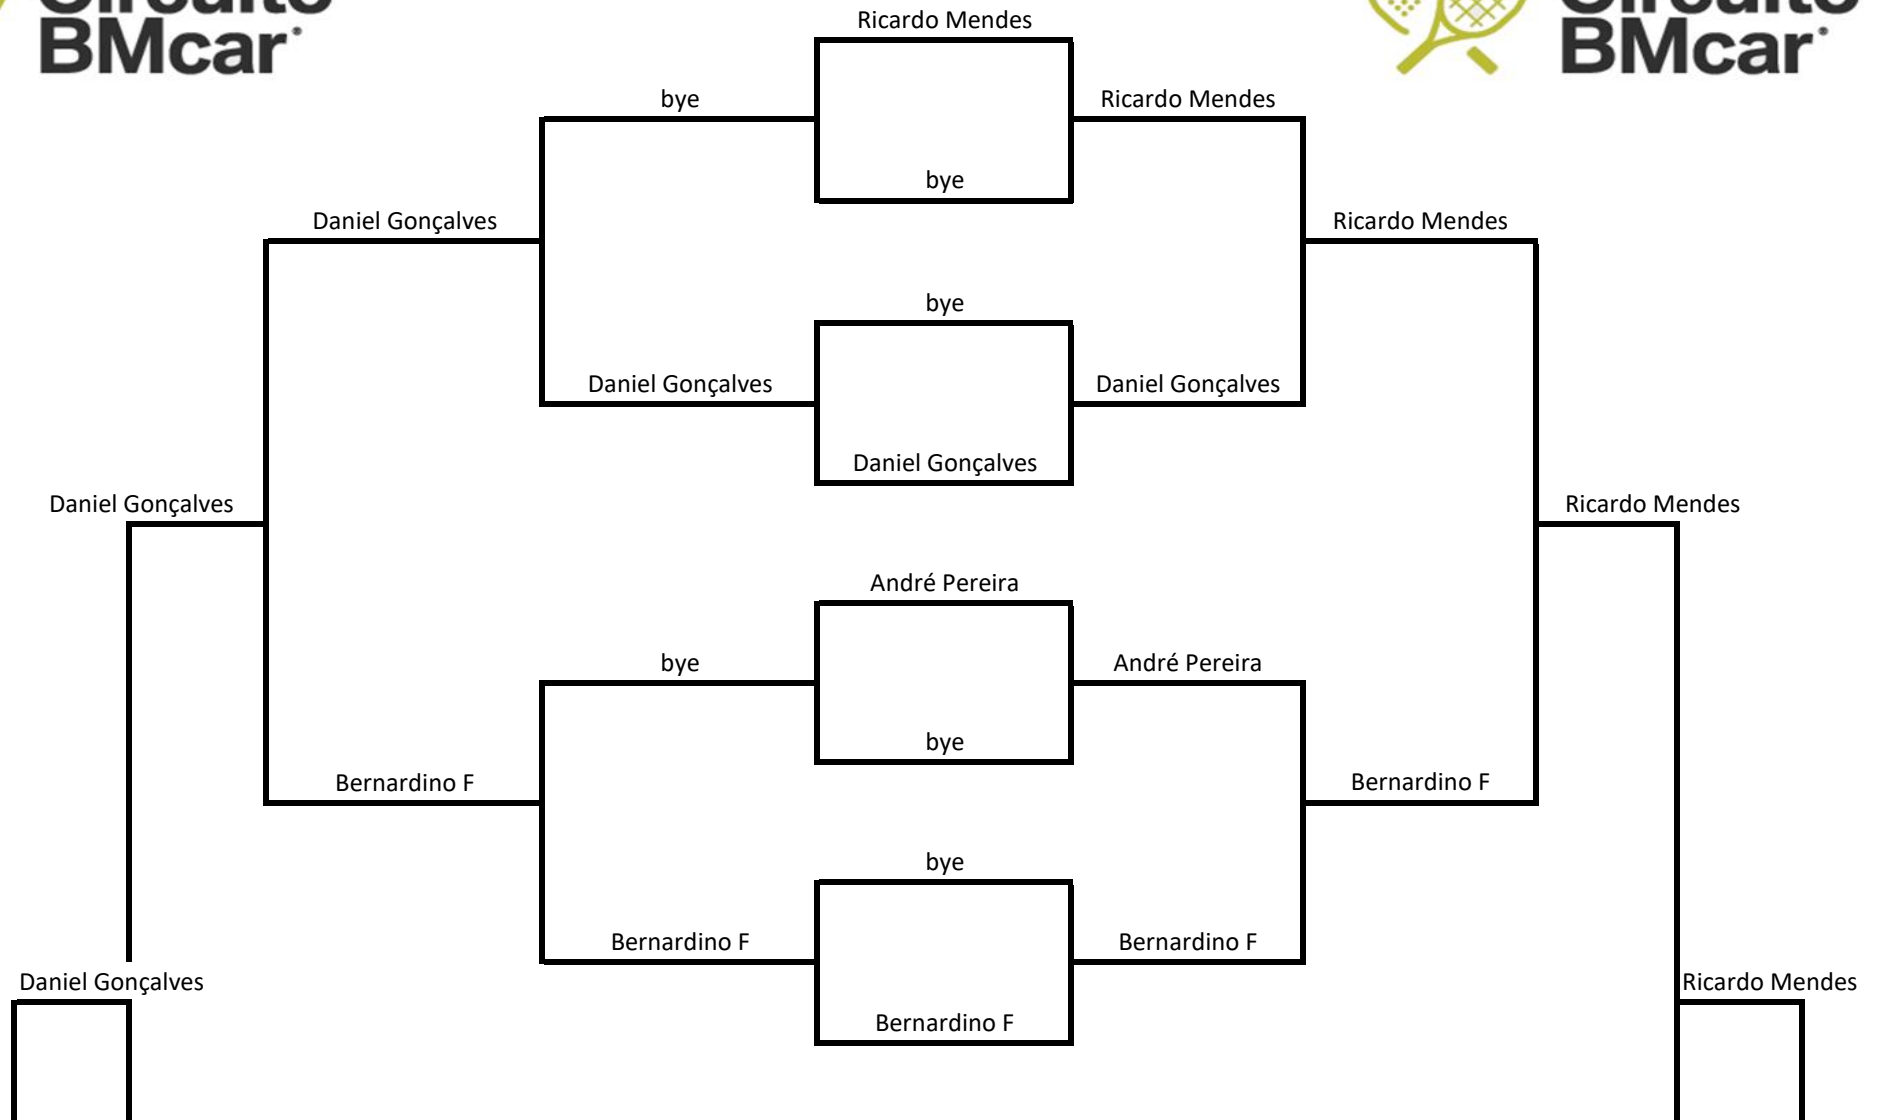 Circuito
BMcar
Circuito
BMcar
Ricardo Mendes
bye
Ricardo Mendes
bye
Daniel Gonçalves
Ricardo Mendes
bye
Daniel Gonçalves
Daniel Gonçalves
Daniel Gonçalves
Daniel Gonçalves
Ricardo Mendes
André Pereira
bye
André Pereira
bye
Bernardino F
Bernardino F
bye
Bernardino F
Bernardino F
Daniel Gonçalves
Ricardo Mendes
Bernardino F